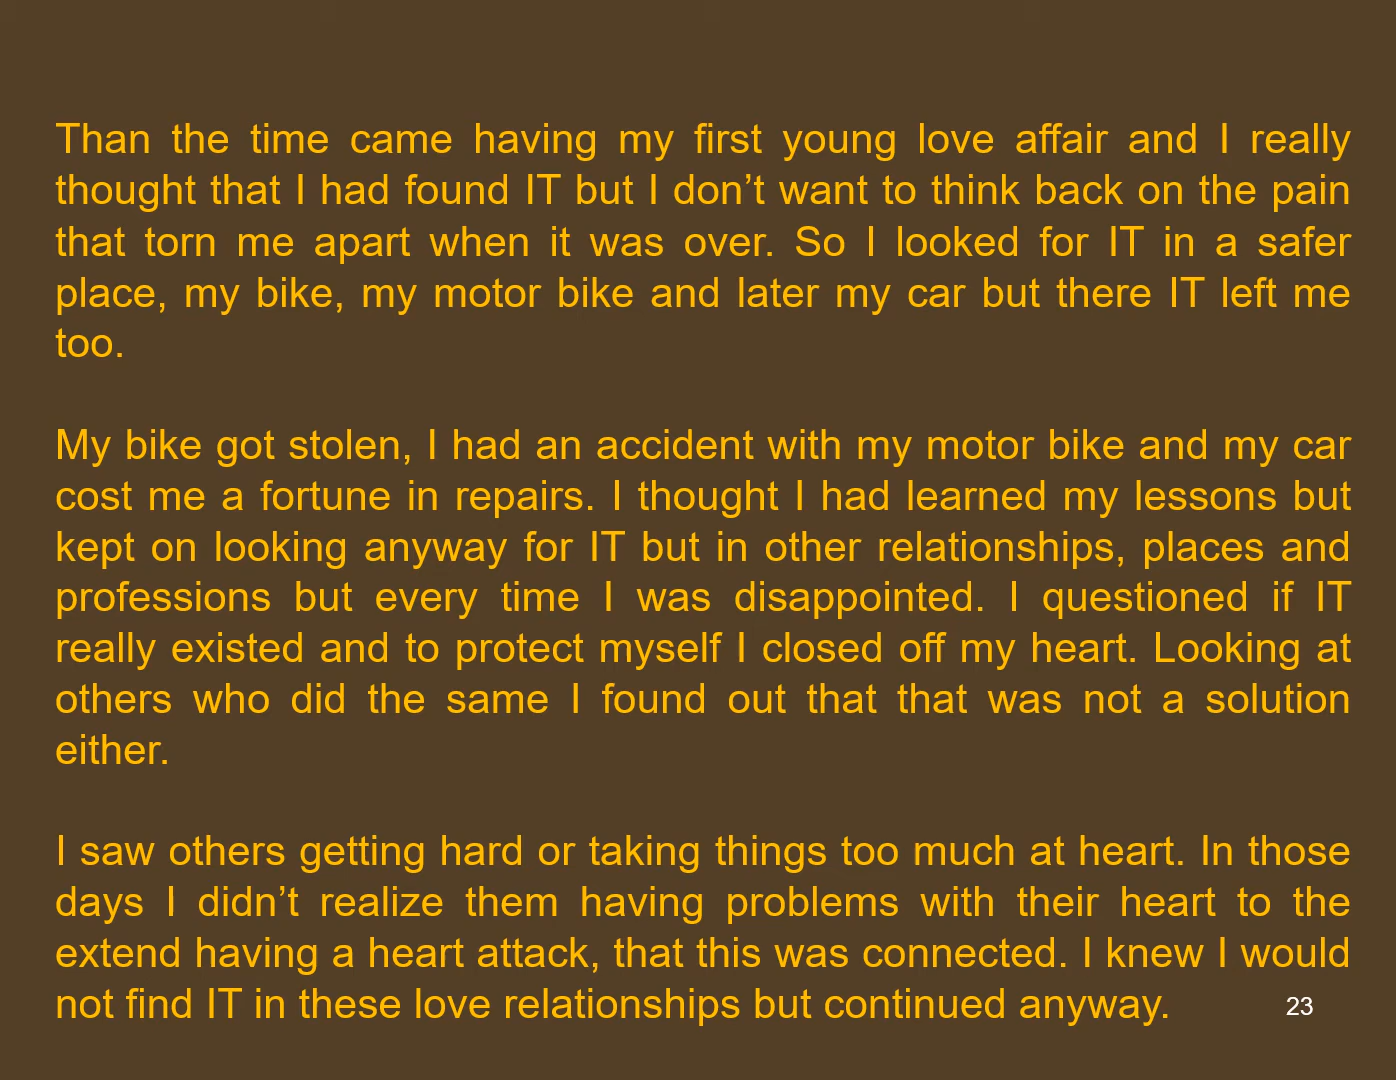 Than the time came having my first young love affair and I really
thought that I had found IT but I don’t want to think back on the pain
that torn me apart when it was over. So I looked for IT in a safer
place, my bike, my motor bike and later my car but there IT left me
too.
My bike got stolen, I had an accident with my motor bike and my car
cost me a fortune in repairs. I thought I had learned my lessons but
kept on looking anyway for IT but in other relationships, places and
professions but every time I was disappointed. I questioned if IT
really existed and to protect myself I closed off my heart. Looking at
others who did the same I found out that that was not a solution
either.
I saw others getting hard or taking things too much at heart. In those
days I didn’t realize them having problems with their heart to the
extend having a heart attack, that this was connected. I knew I would
not find IT in these love relationships but continued anyway.
23